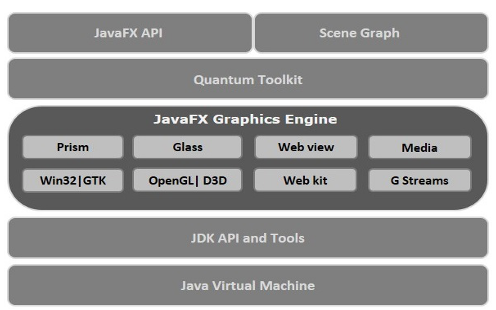 JavaFX API
Scene Graph
Quantum Toolkit
JavaFX Graphics Engine
Prism
Glass
Web view
Media
Win32|GTK
OpenGL| D3D
Web kit
G Streams
JDK API and Tools
Java Virtual Machine